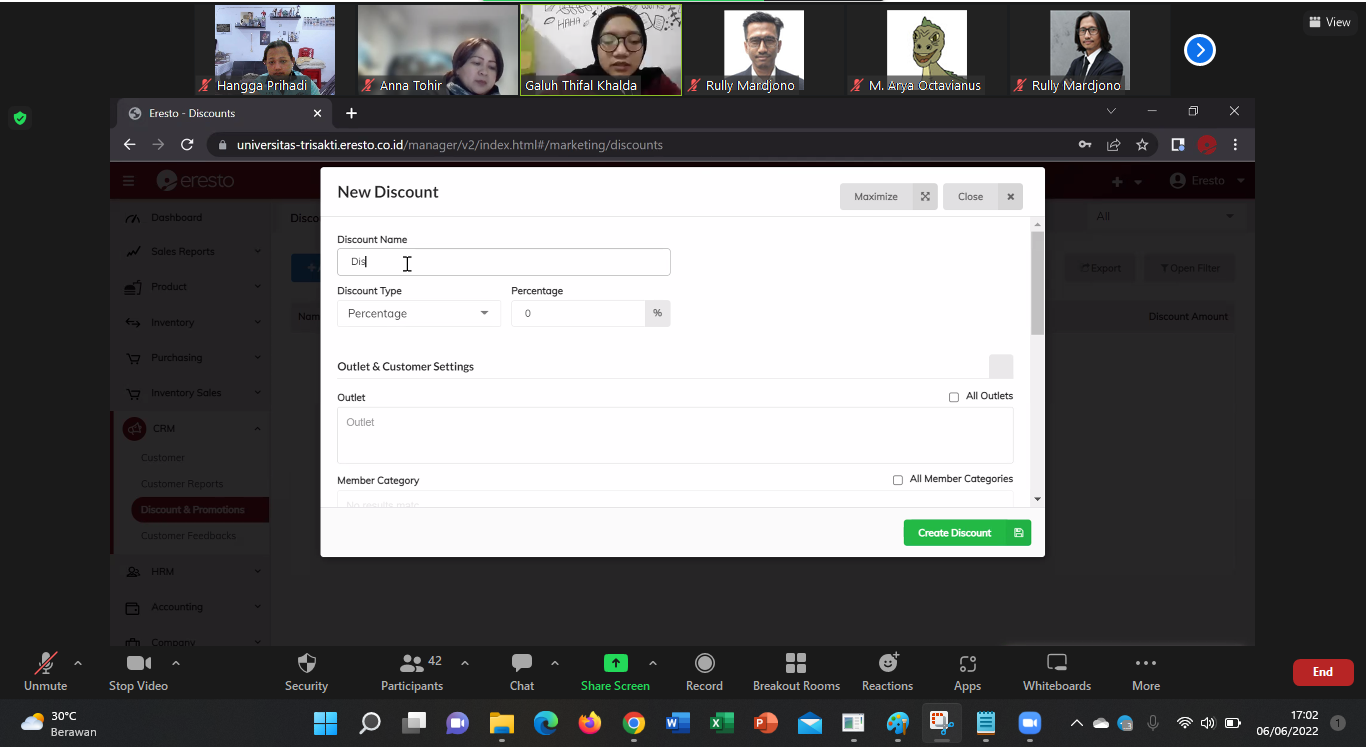 HAHA
View
Hangga Prihadi
Anna Tohir
Galuh Thifal Khalda
Rully Mardjono
M. Arya Octavianus
Rully Mardjono
Eresto - Discounts
universitas-trisakti.eresto.co.id/manager/v2/index.html#/marketing/discounts
eresto
Eresto
Dashboard
Disco
All
Sales Reports
Export
Open Filter
Product
Nam
Discount Amount
Inventory
Purchasing
Inventory Sales
CRM
Customer
Customer Reports
Discount & Promotions
Customer Feedbacks
HRM
Accounting
Company
New Discount
Maximize
Close
Discount Name
Dis
Discount Type
Percentage
Percentage
0
%
Outlet & Customer Settings
Outlet
All Outlets
Outlet
Member Category
All Member Categories
No results matc
Create Discount
Unmute
Stop Video
Security
42
Participants
Chat
Share Screen
Record
Breakout Rooms
Reactions
Apps
Whiteboards
More
End
30°C
Berawan
17:02
06/06/2022
1